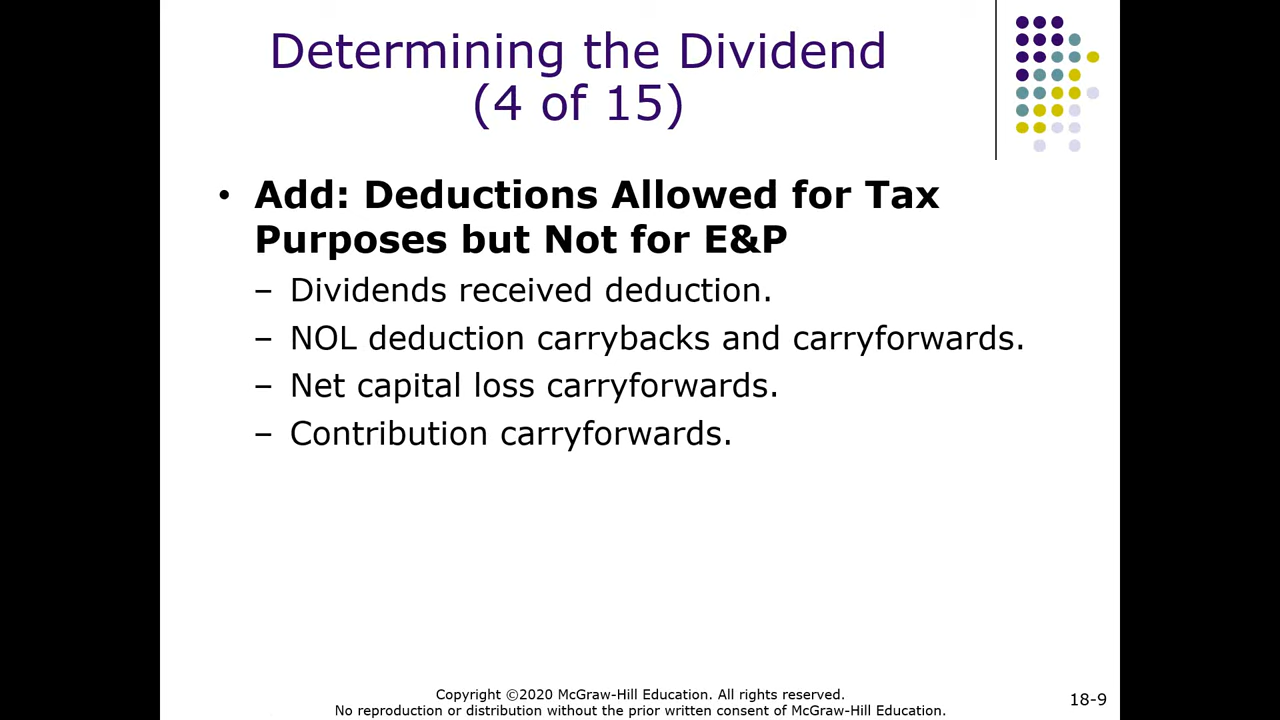 Determining the Dividend
(4 of 15)
• Add: Deductions Allowed for Tax
Purposes but Not for E&P
– Dividends received deduction.
– NOL deduction carrybacks and carryforwards.
– Net capital loss carryforwards.
– Contribution carryforwards.
Copyright ©2020 McGraw-Hill Education. All rights reserved.
No reproduction or distribution without the prior written consent of McGraw-Hill Education.
18-9